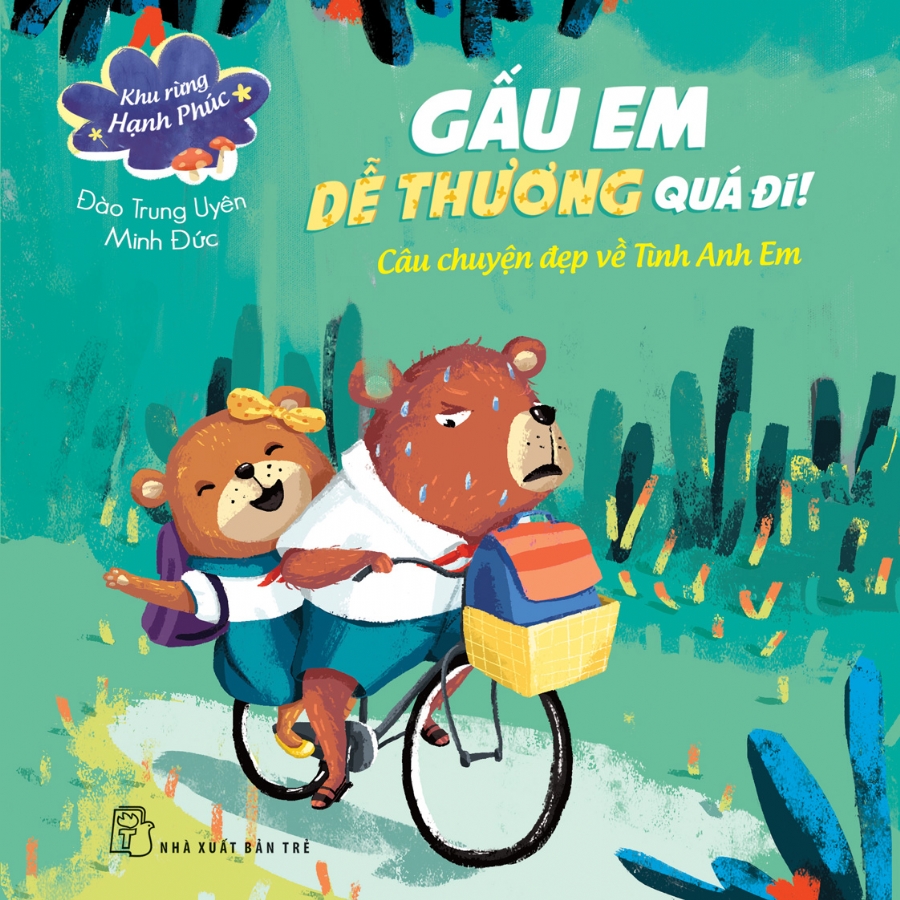 Khu rừng
Hạnh Phúc
Đào Trung Uyên
Minh Đức
GẤU EM
DỄ THƯƠNG QUÁ ĐI!
Câu chuyện đẹp về Tình Anh Em
NHÀ XUẤT BẢN TRẺ